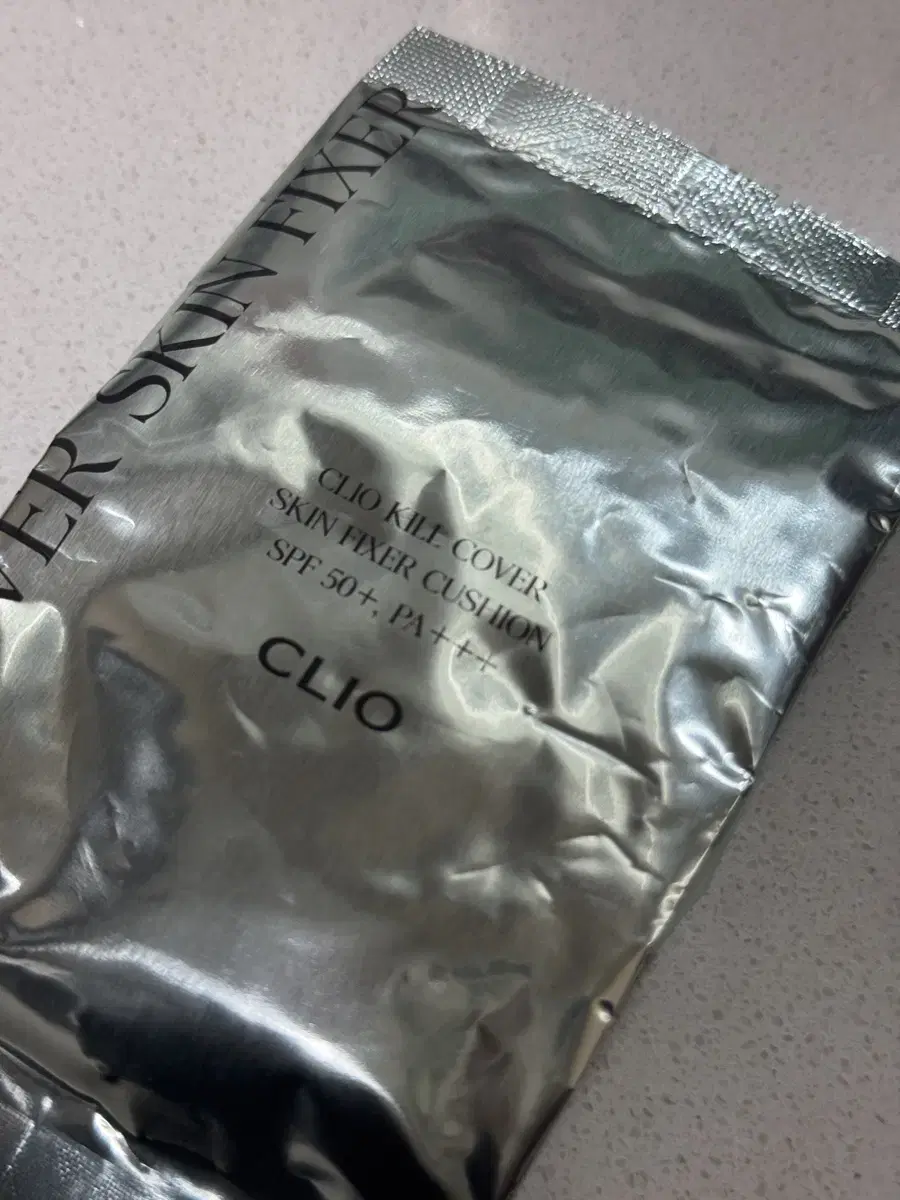 VER SKIN FIXER
CLIO KILL COVER
SKIN FIXER CUSHION
SPF 50+, PA+++
CLIO